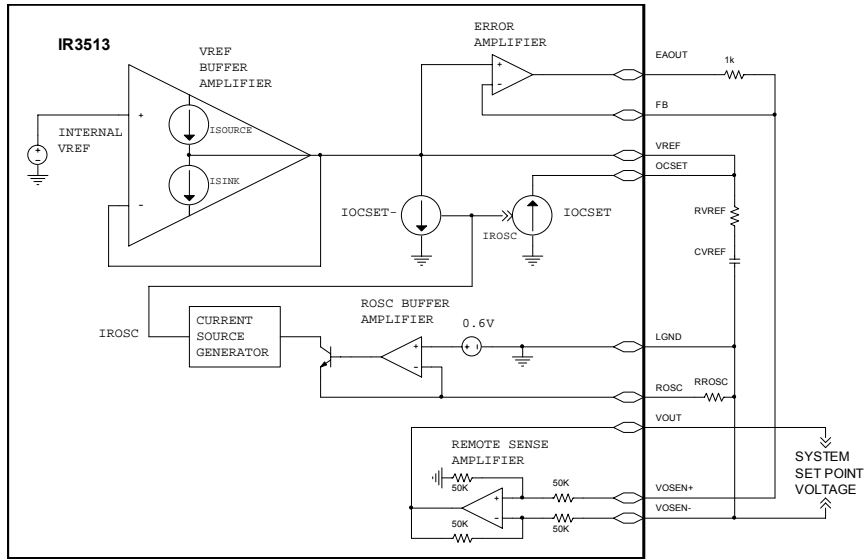 IR3513
VREF
BUFFER
AMPLIFIER
ERROR
AMPLIFIER
EAOUT
1k
+
-
FB
INTERNAL
VREF
+
-
+
-
ISOURCE
ISINK
VREF
OCSET
IOCSET-
IROSC
IOCSET
RVREF
CVREF
ROSC BUFFER
AMPLIFIER
0.6V
IROSC
CURRENT
SOURCE
GENERATOR
+
-
+ -
LGND
ROSC
RROSC
VOUT
REMOTE SENSE
AMPLIFIER
SYSTEM
SET POINT
VOLTAGE
50K
50K
VOSEN+
+
-
50K
50K
VOSEN-